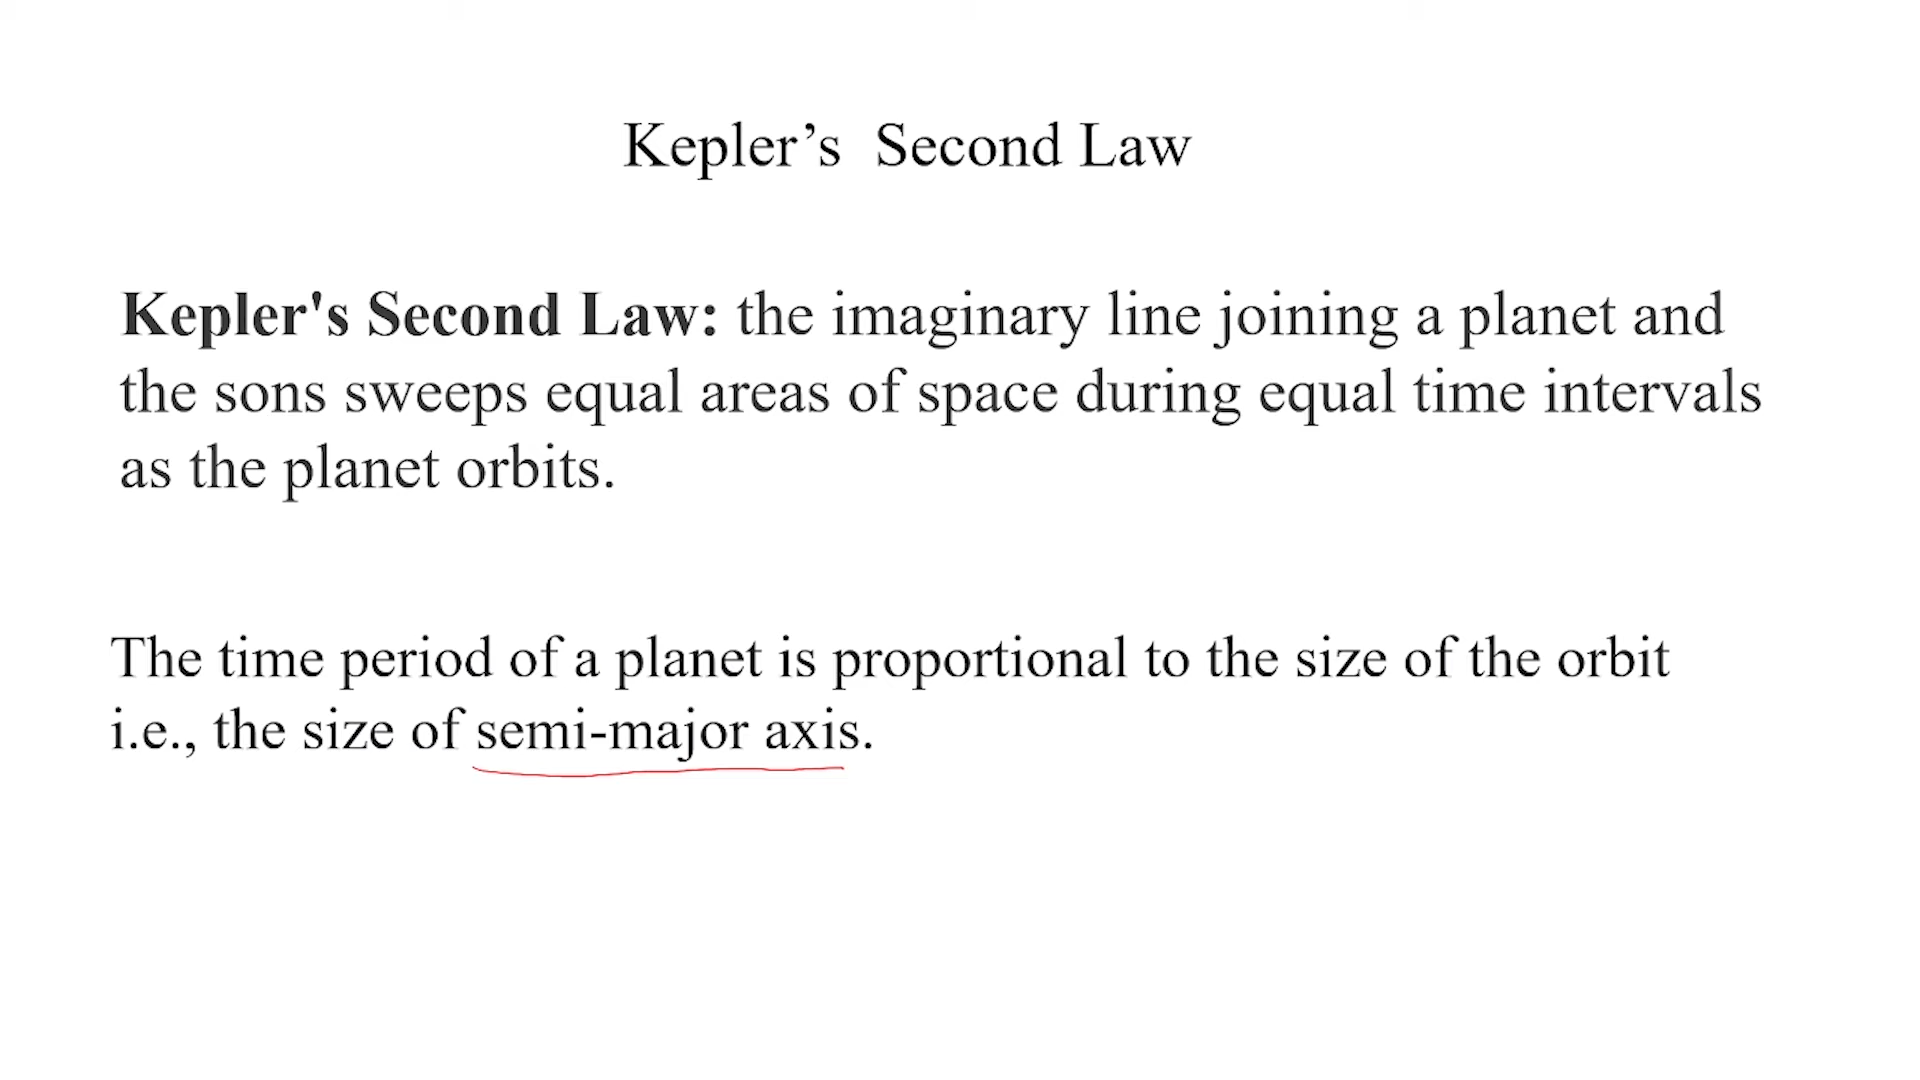 Kepler’s Second Law
Kepler's Second Law: the imaginary line joining a planet and
the sons sweeps equal areas of space during equal time intervals
as the planet orbits.
The time period of a planet is proportional to the size of the orbit
i.e., the size of semi-major axis.